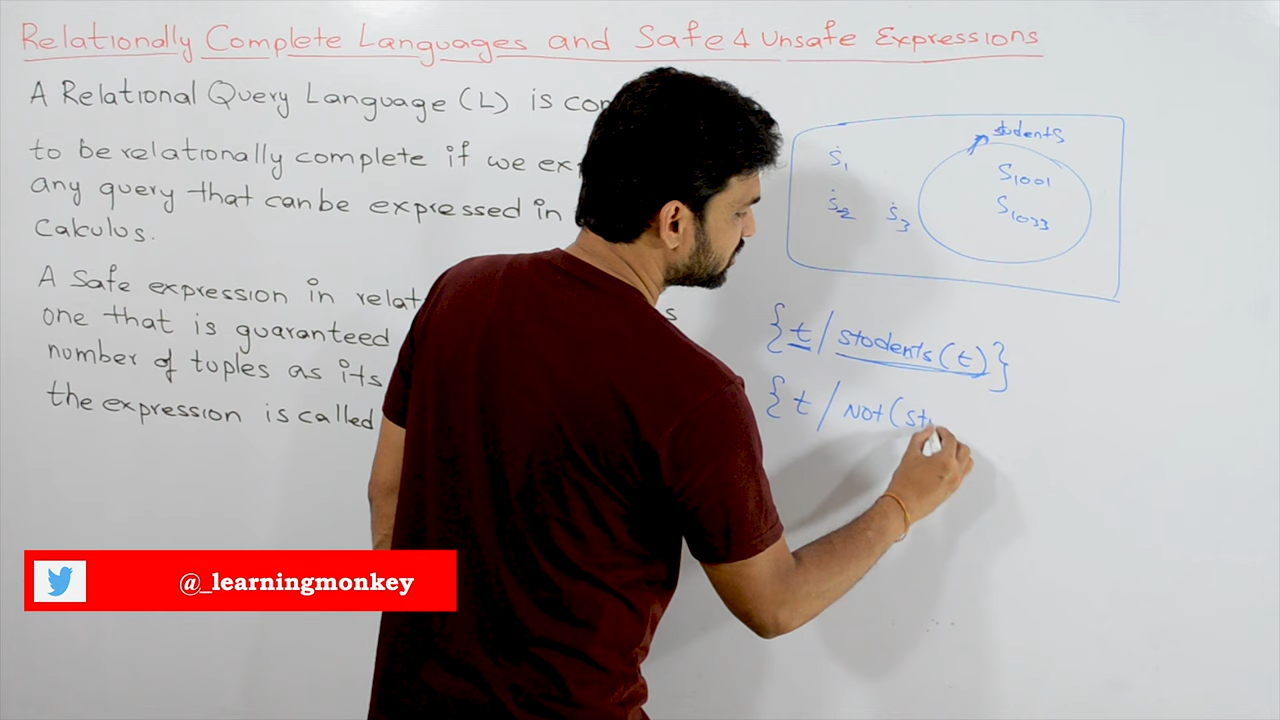 Relationally Complete Languages and Safe & Unsafe Expressions
A Relational Query Language (L) is con
to be relationally complete if we ex
any query that can be expressed in
Calculus.
A Safe expression in relat s
one that is guaranteed
number of tuples as its
the expression is called
students
S1
S1001
S2
S3
S1033
{t/stodents(t)}
{t/Not(st
@_learningmonkey